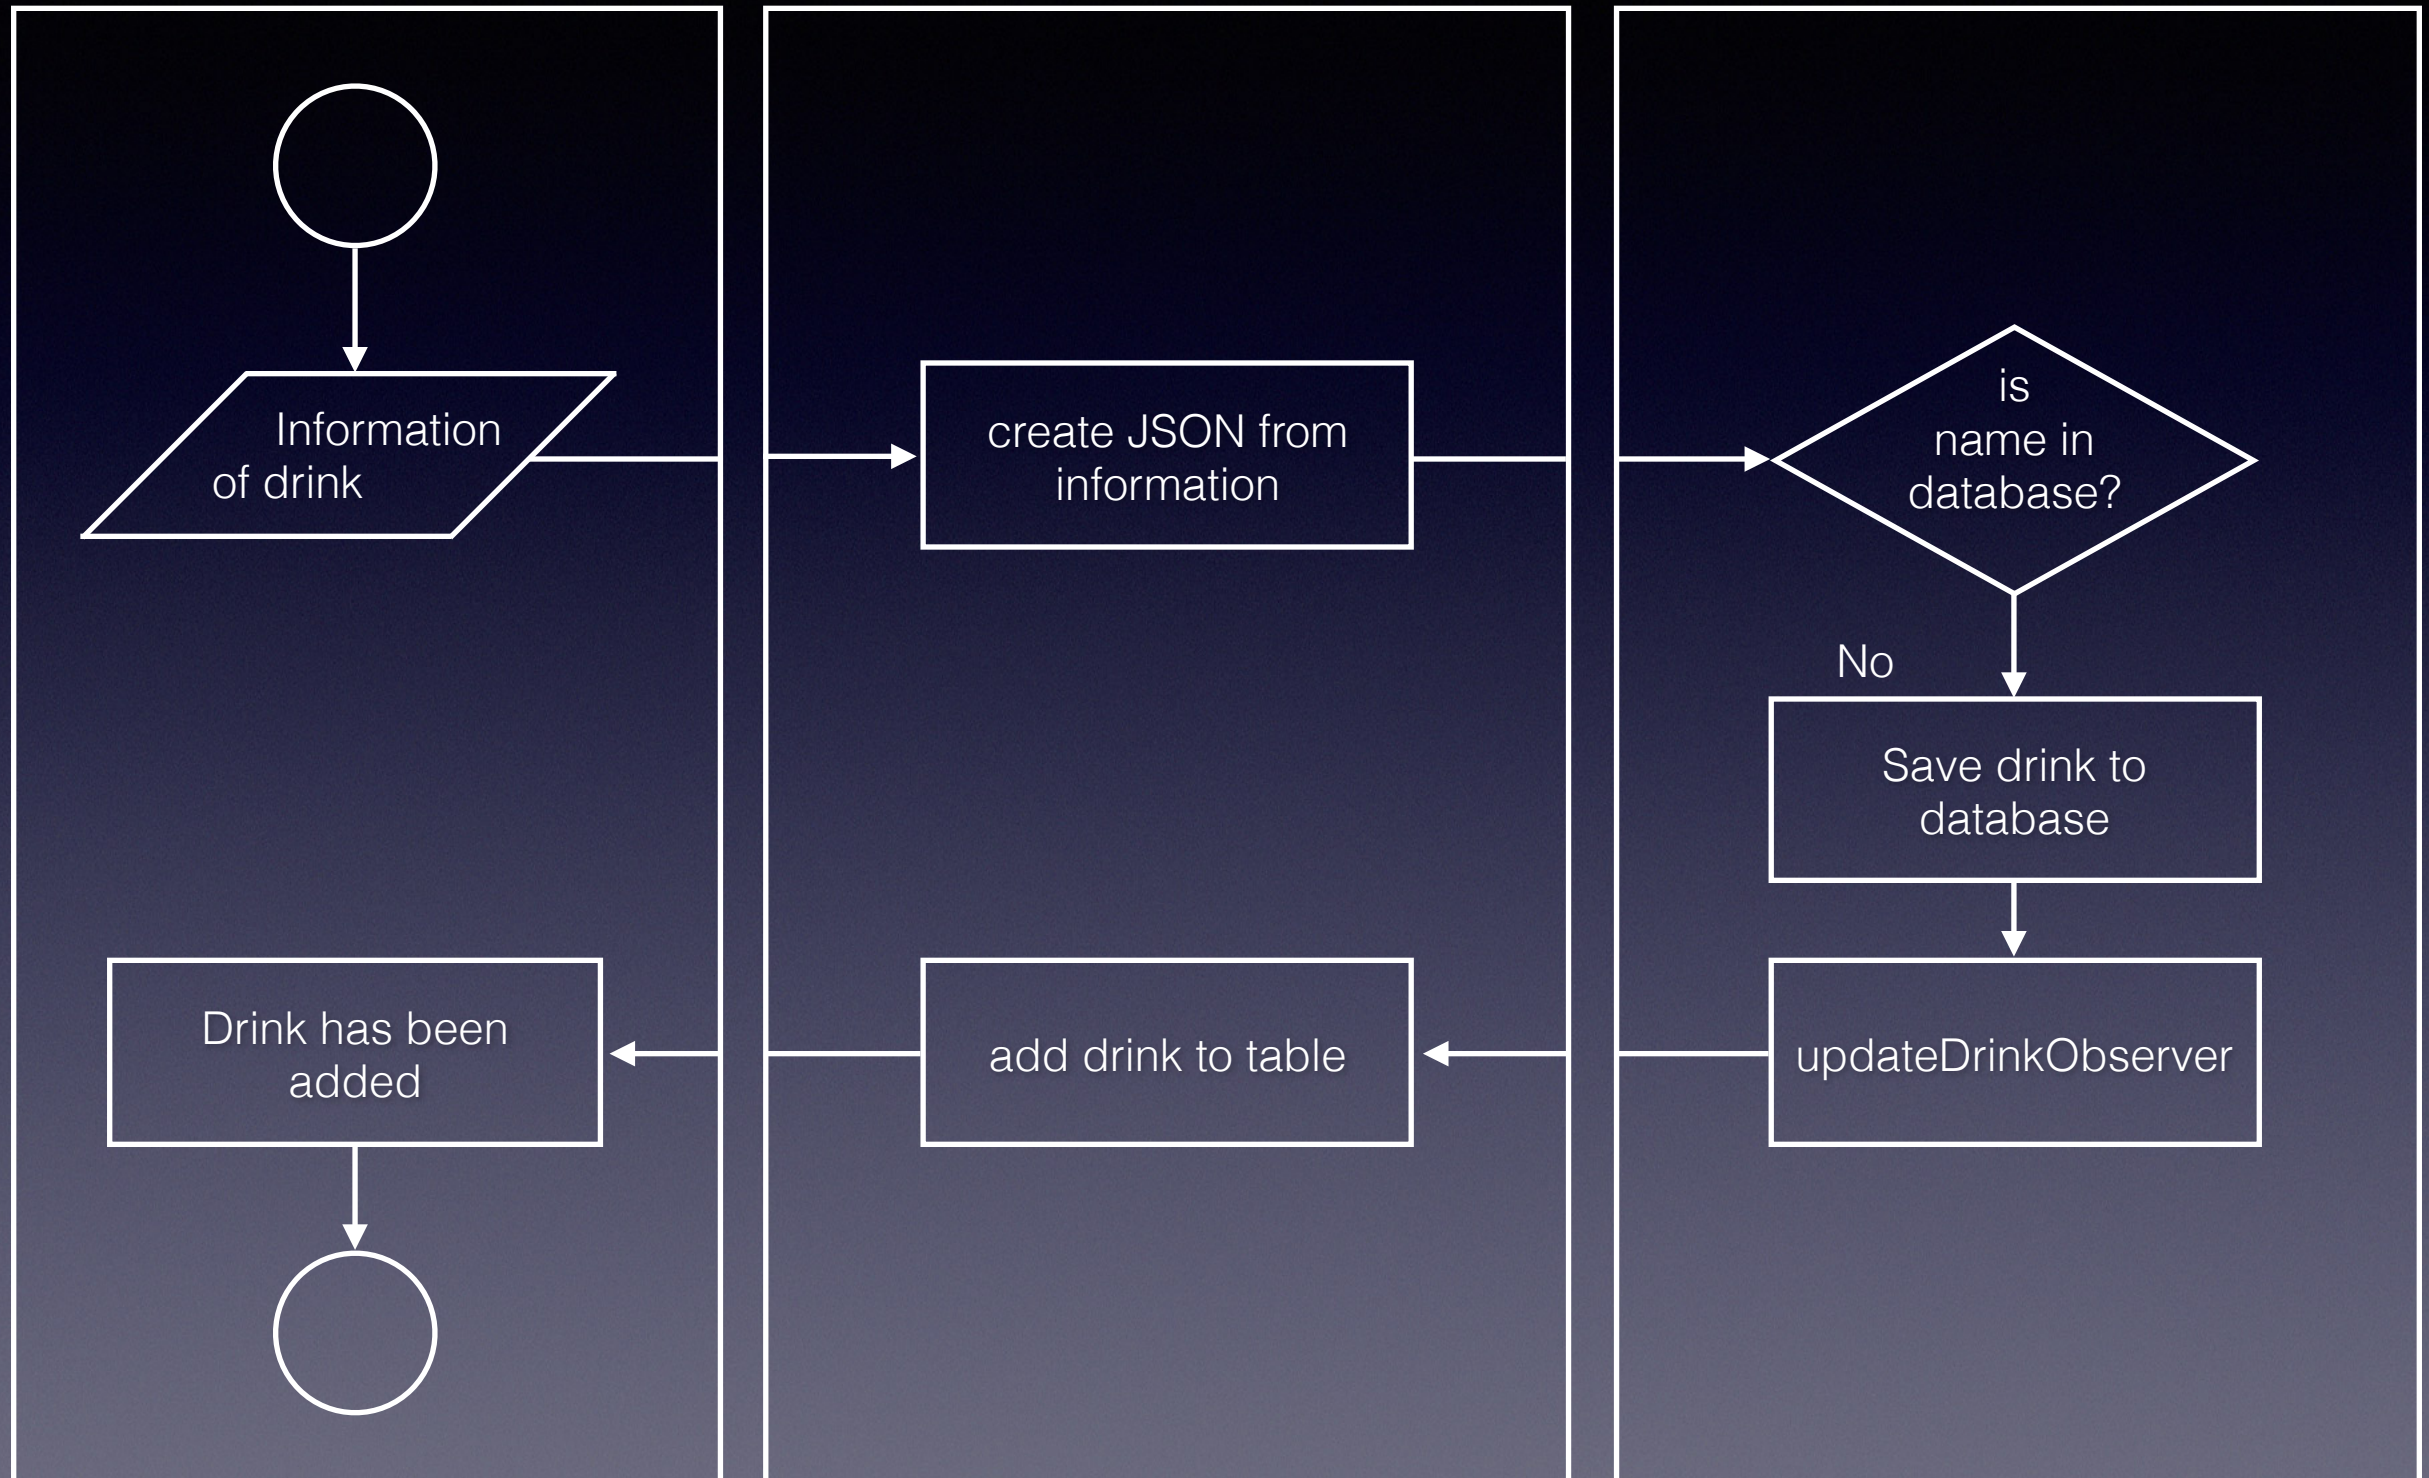 Information
of drink
create JSON from
information
is
name in
database?
No
Save drink to
database
updateDrinkObserver
add drink to table
Drink has been
added